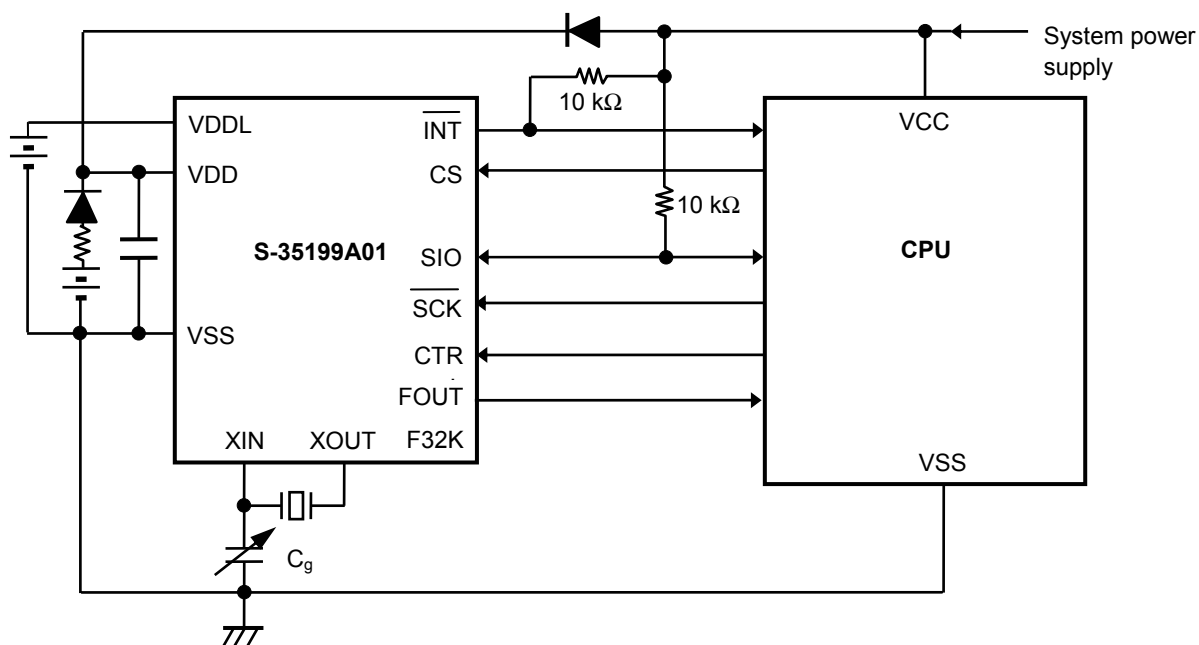 System power
supply
10 kΩ
VDDL
INT
VCC
VDD
CS
10 kΩ
S-35199A01
SIO
CPU
SCK
VSS
CTR
FOUT
XIN
XOUT
F32K
VSS
Cg